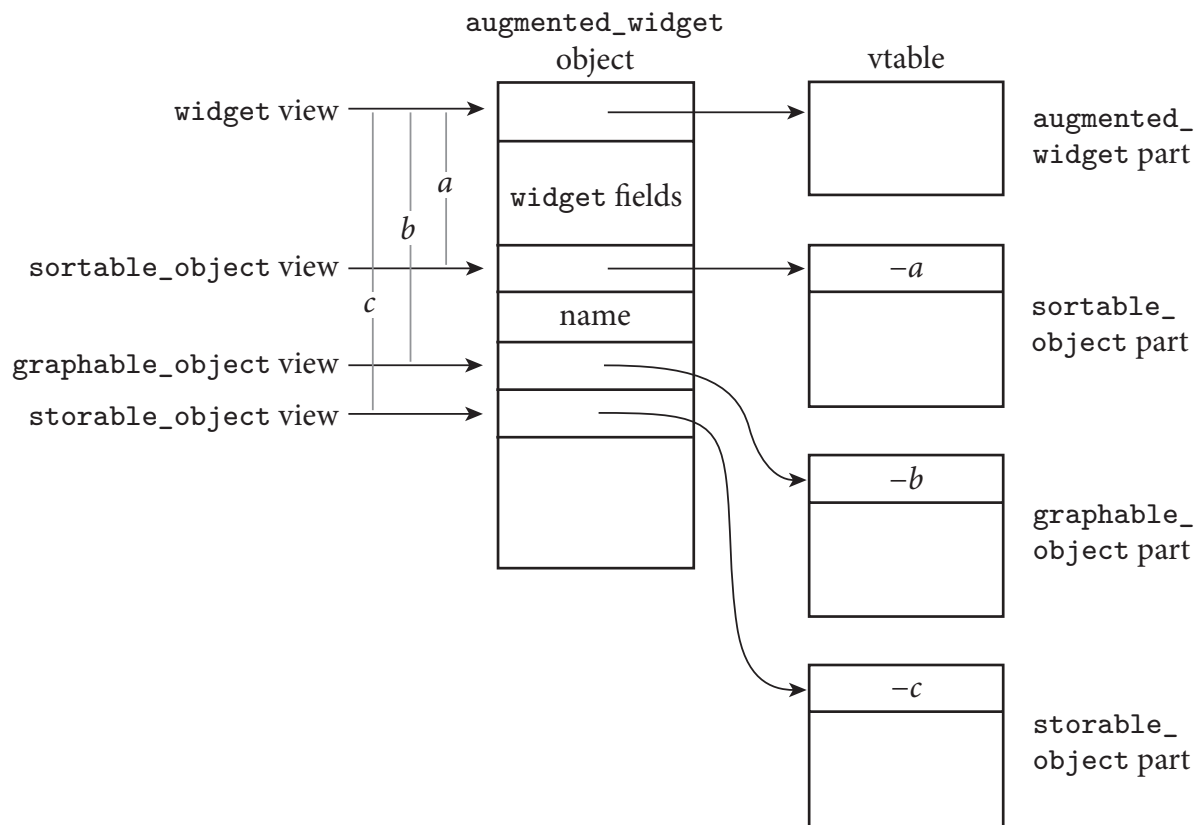 augmented_widget
object
vtable
widget view
augmented_
widget part
a
widget fields
b
sortable_object view
−a
c
name
sortable_
object part
graphable_object view
storable_object view
−b
graphable_
object part
−c
storable_
object part